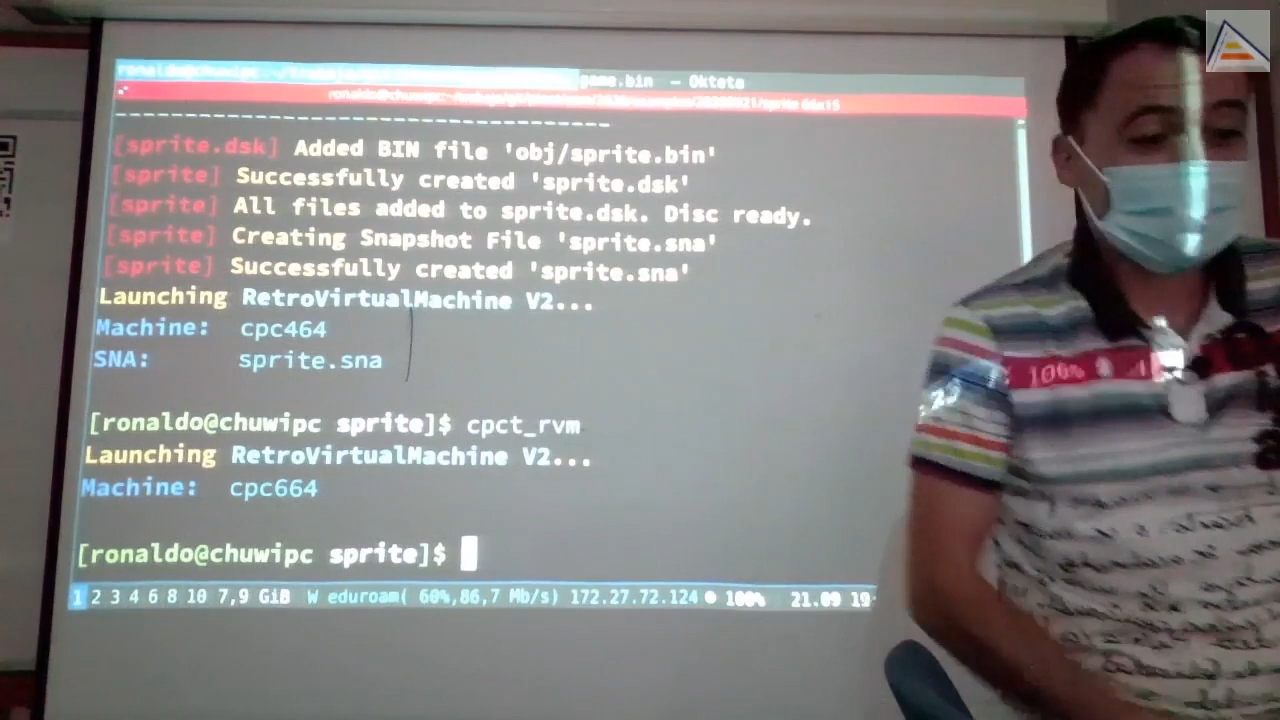 game.bin — Okteta
[sprite.dsk] Added BIN file 'obj/sprite.bin'
[sprite] Successfully created 'sprite.dsk'
[sprite] All files added to sprite.dsk. Disc ready.
[sprite] Creating Snapshot File 'sprite.sna'
[sprite] Successfully created 'sprite.sna'
Launching RetroVirtualMachine V2...
Machine: cpc464
SNA: sprite.sna
[ronaldo@chuwipc sprite]$ cpct_rvm
Launching RetroVirtualMachine V2...
Machine: cpc664
[ronaldo@chuwipc sprite]$
1 2 3 4 6 8 10 7,9 GiB W eduroam( 60%,86,7 Mb/s) 172.27.72.124 100% 21.09 19
100%